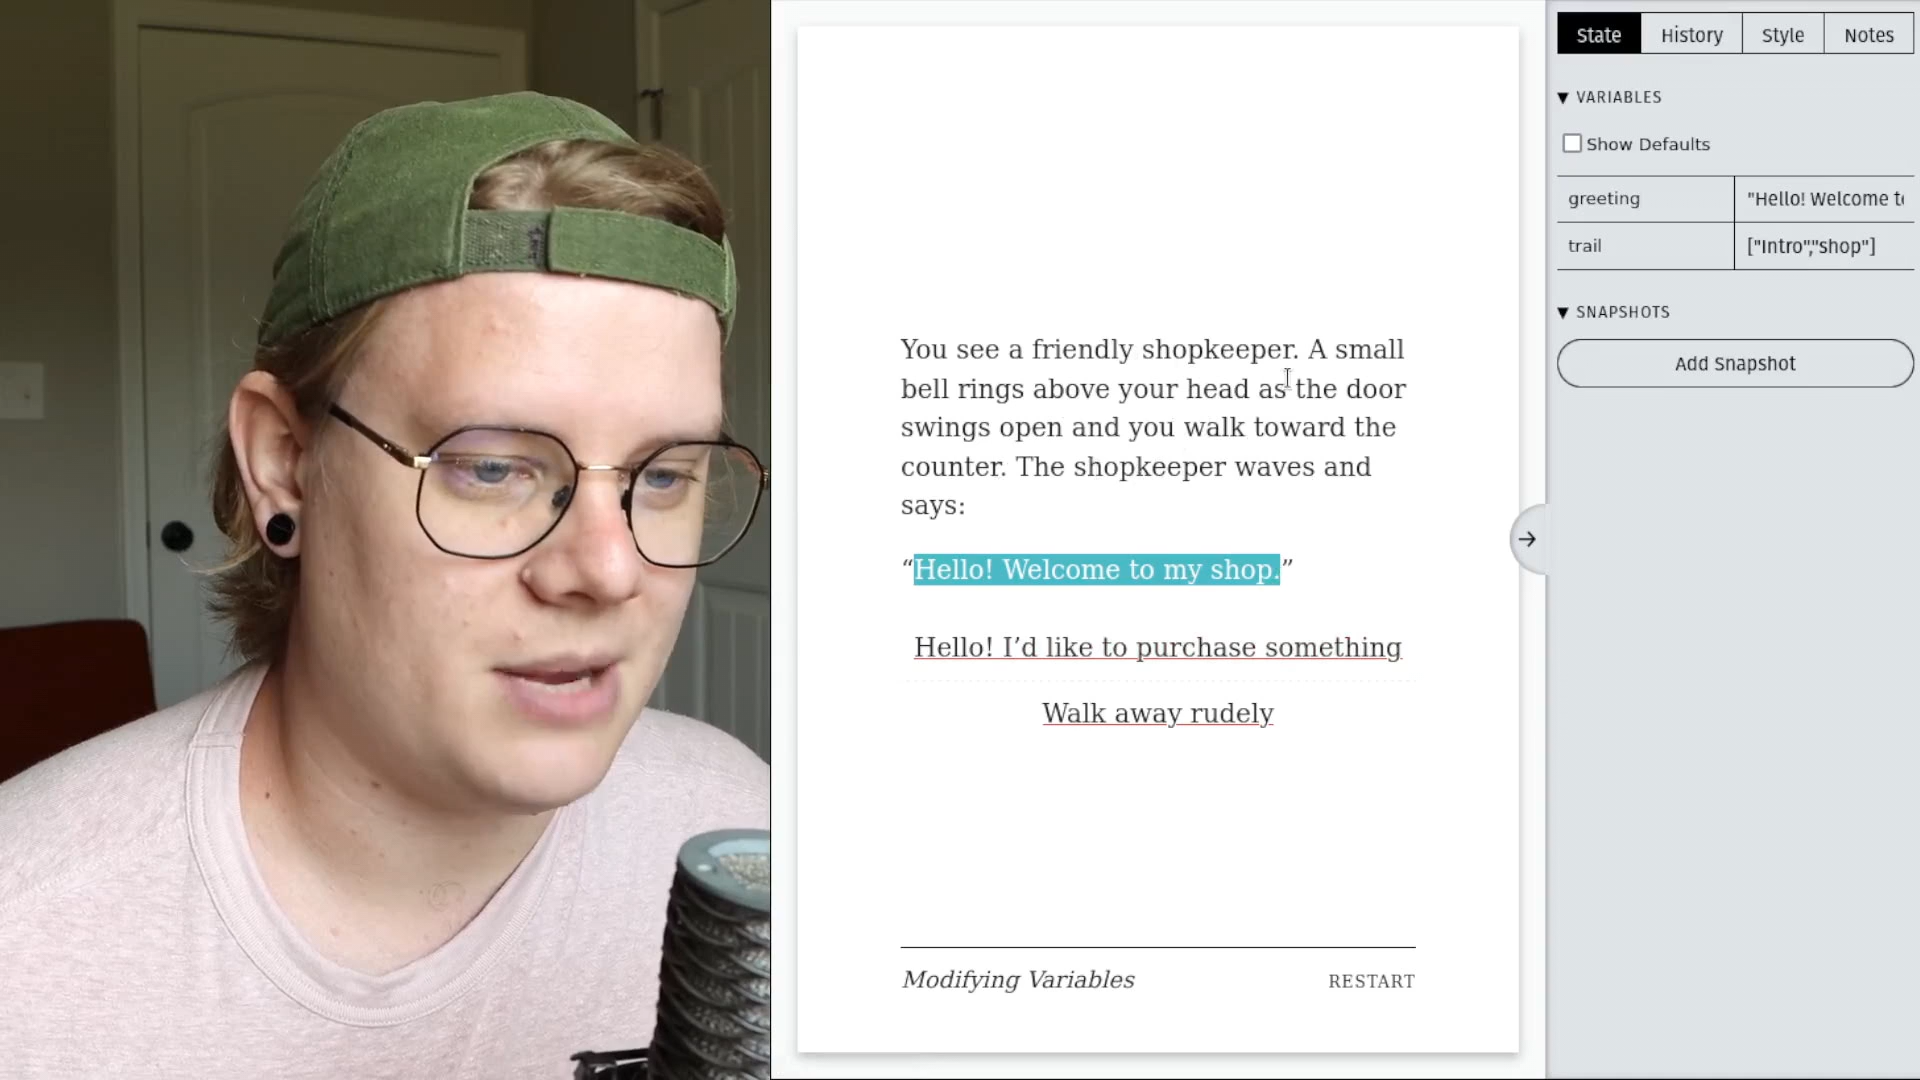 You see a friendly shopkeeper. A small
bell rings above your head as the door
swings open and you walk toward the
counter. The shopkeeper waves and
says:
“Hello! Welcome to my shop.”
Hello! I’d like to purchase something
Walk away rudely
Modifying Variables
RESTART
State
History
Style
Notes
▼ VARIABLES
Show Defaults
greeting
"Hello! Welcome to
trail
["Intro","shop"]
▼ SNAPSHOTS
Add Snapshot